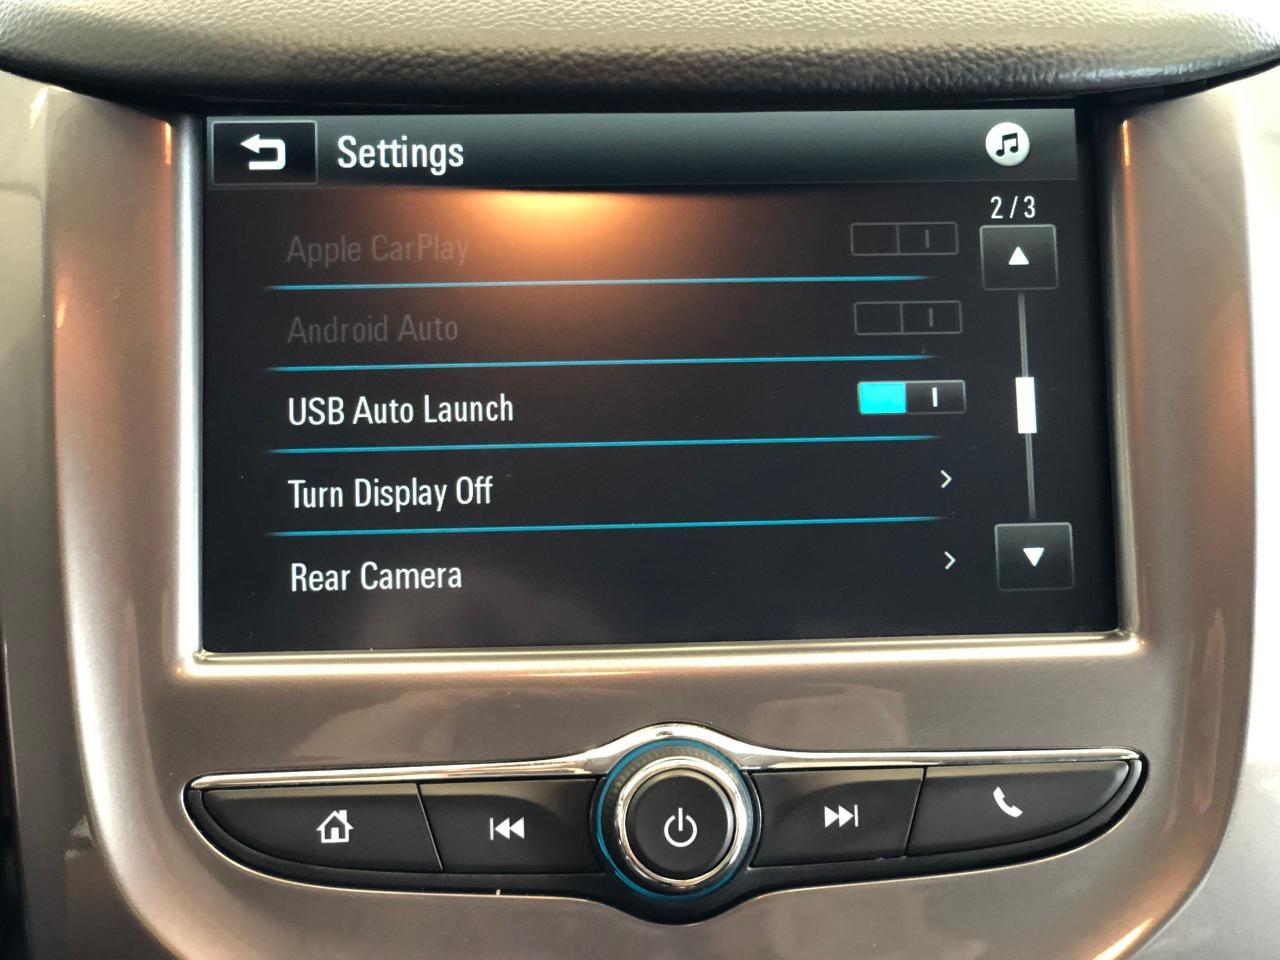 Settings
2/3
Apple CarPlay
Android Auto
USB Auto Launch
Turn Display Off
Rear Camera